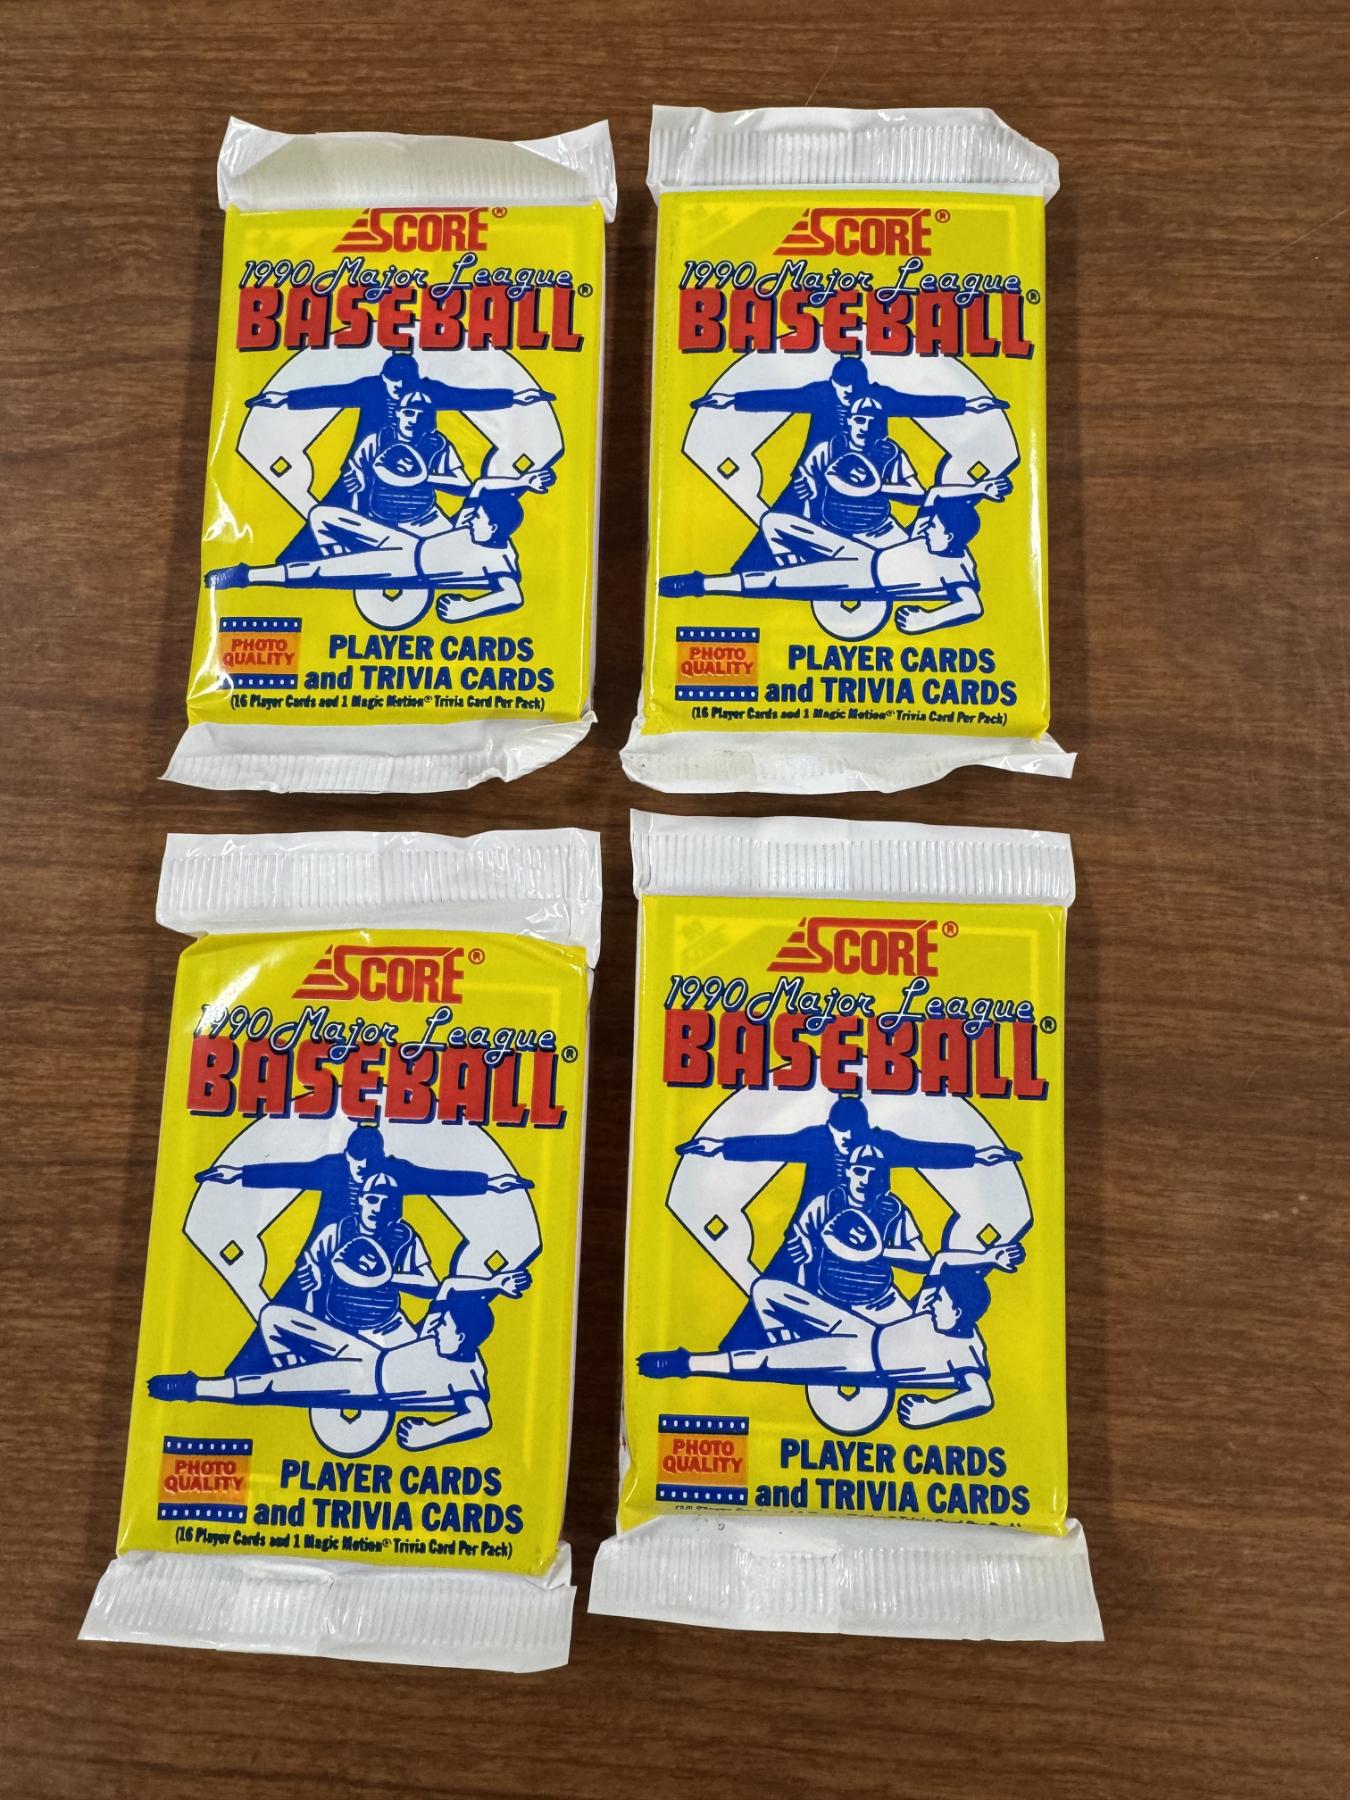 SCORE®
1990 Major League
BASEBALL®
PHOTO
QUALITY
PLAYER CARDS
and TRIVIA CARDS
(16 Player Cards and 1 Magic Motion® Trivia Card Per Pack)
SCORE®
1990 Major League
BASEBALL®
PHOTO
QUALITY
PLAYER CARDS
and TRIVIA CARDS
(16 Player Cards and 1 Magic Motion® Trivia Card Per Pack)
SCORE®
1990 Major League
BASEBALL®
PHOTO
QUALITY
PLAYER CARDS
and TRIVIA CARDS
(16 Player Cards and 1 Magic Motion® Trivia Card Per Pack)
SCORE®
1990 Major League
BASEBALL®
PHOTO
QUALITY
PLAYER CARDS
and TRIVIA CARDS